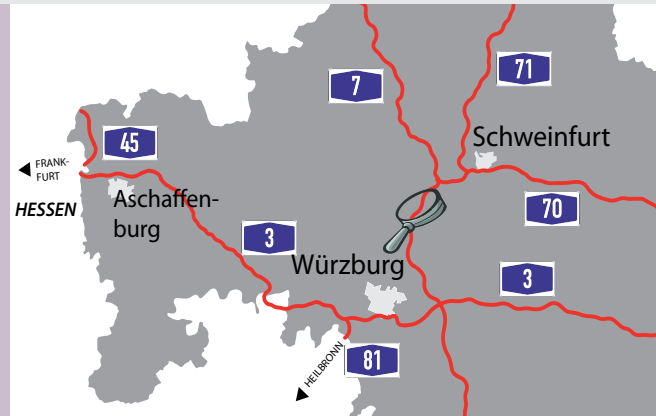 71
7
Schweinfurt
45
FRANK-
FURT
HESSEN
Aschaffen-
burg
70
3
Würzburg
3
81
HEILBRONN